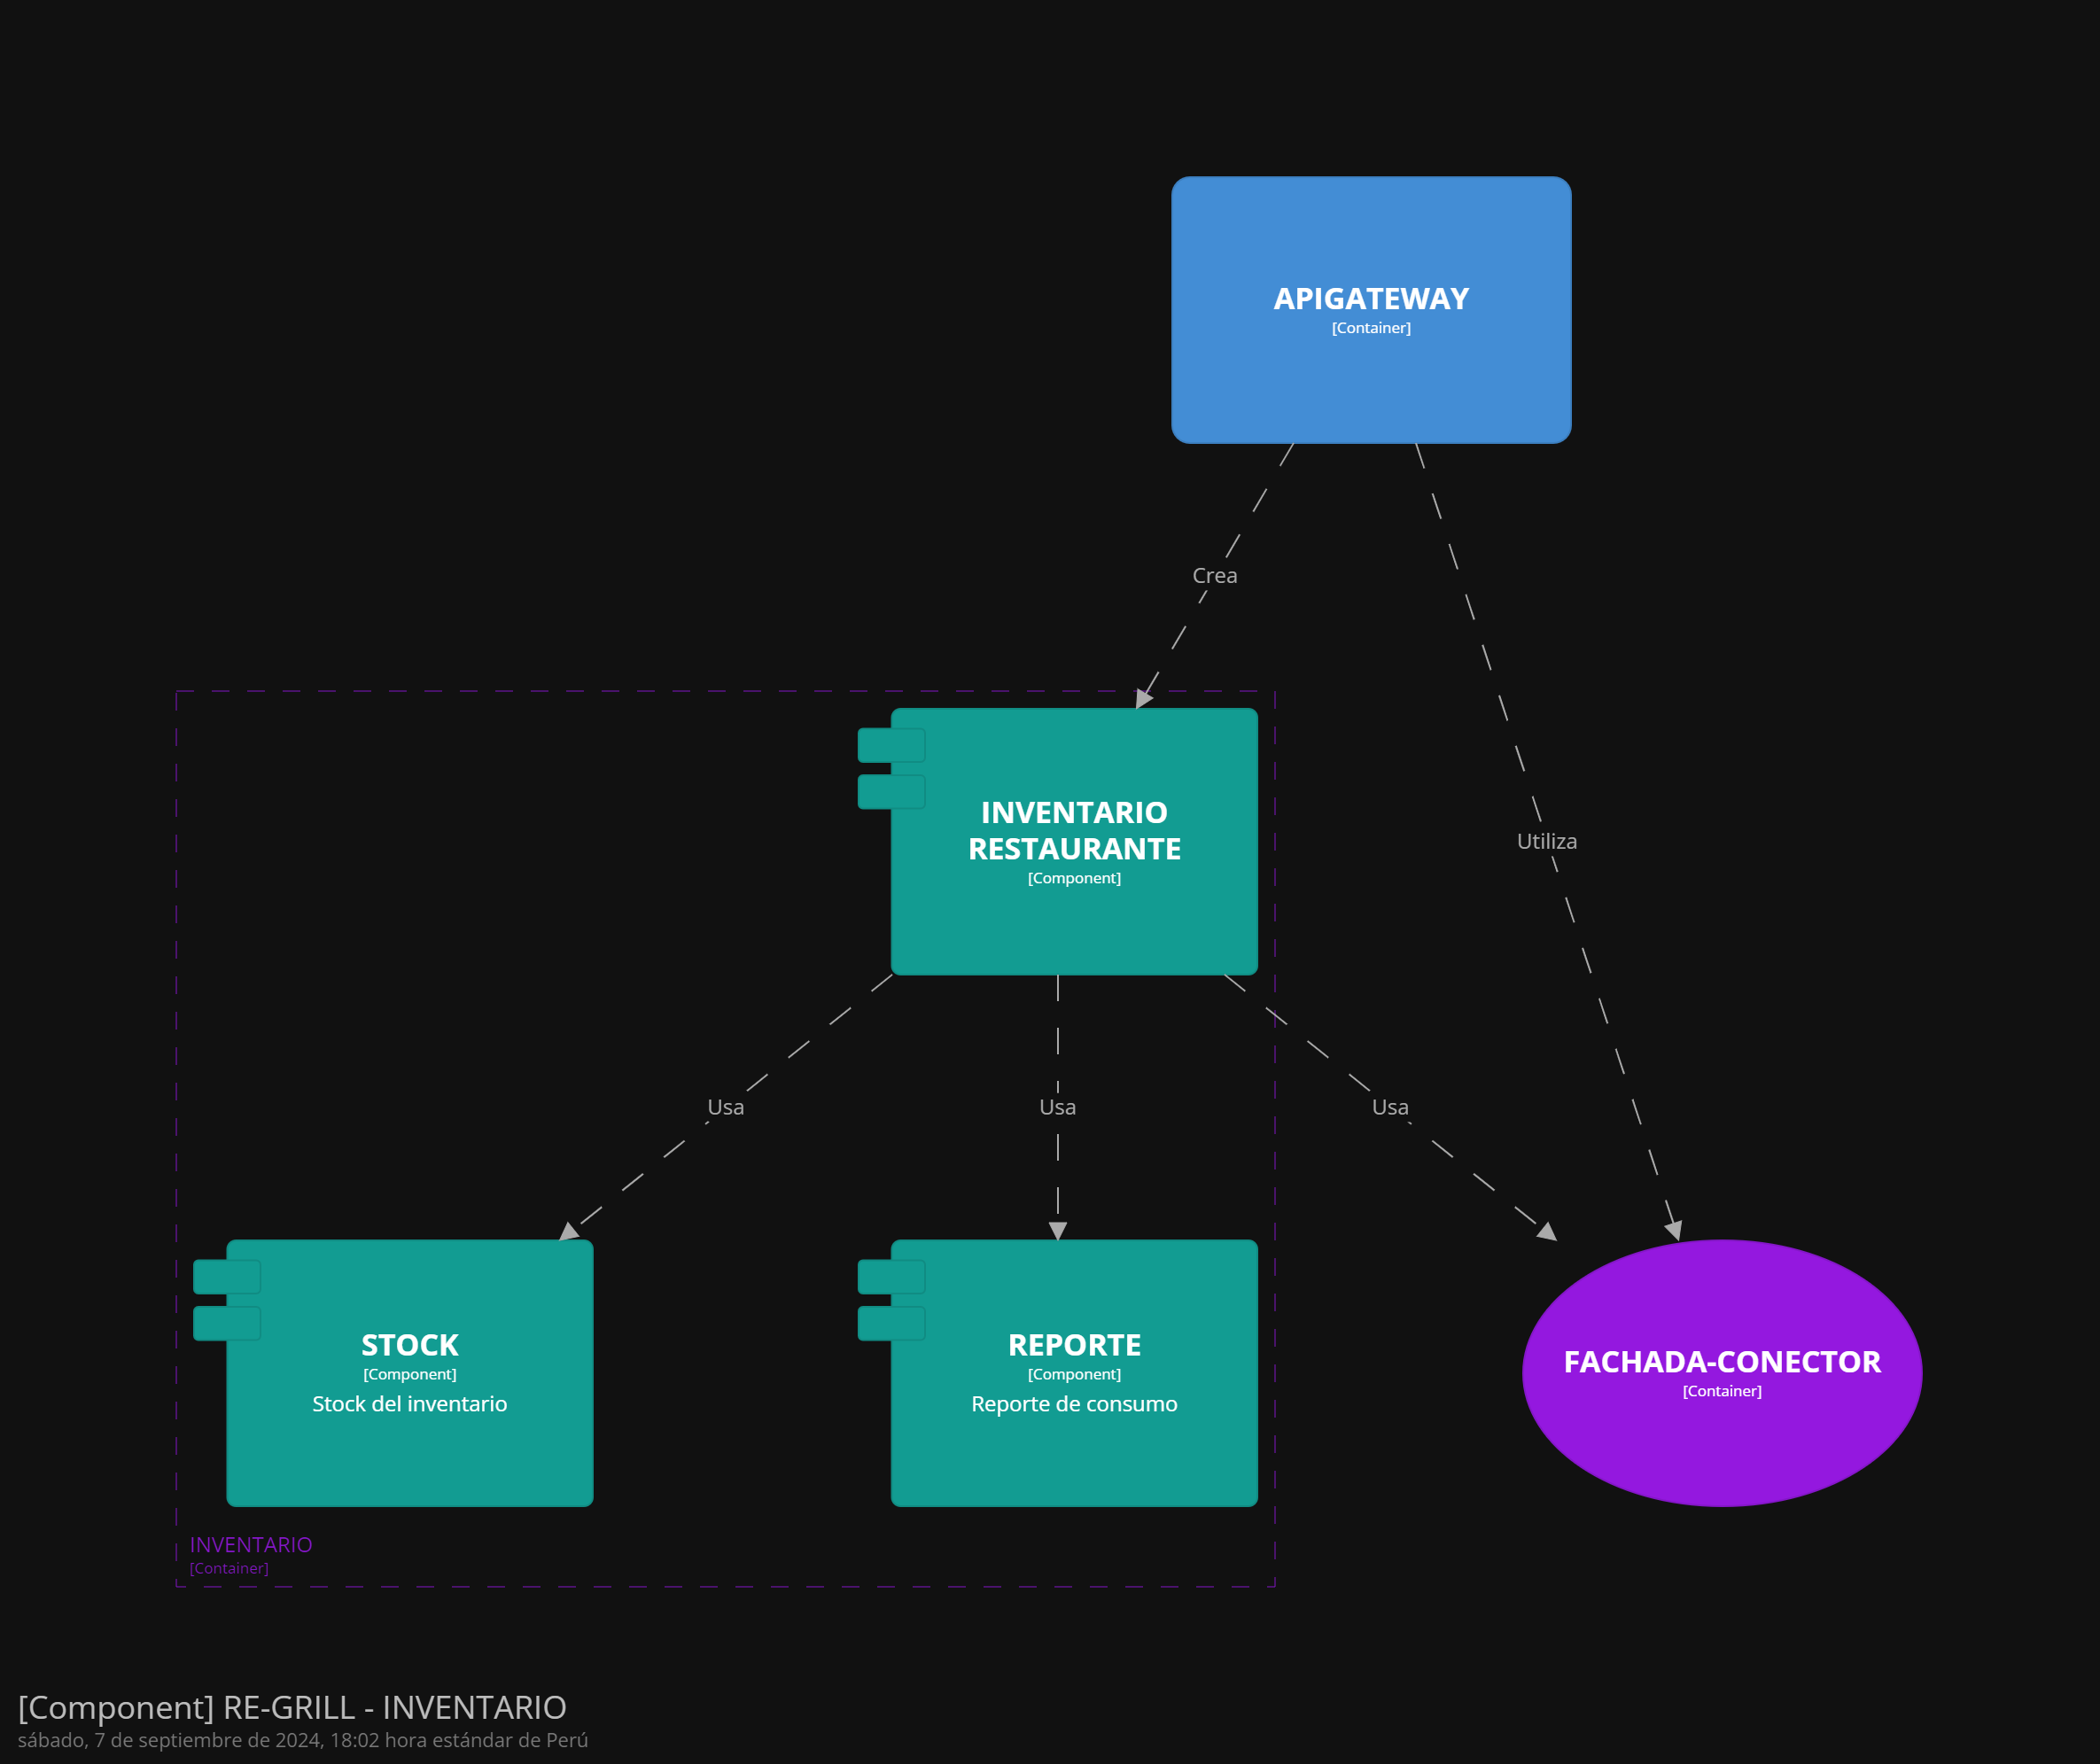 APIGATEWAY
[Container]
Crea
INVENTARIO
RESTAURANTE
[Component]
Utiliza
Usa
Usa
Usa
STOCK
[Component]
Stock del inventario
REPORTE
[Component]
Reporte de consumo
FACHADA-CONECTOR
[Container]
INVENTARIO
[Container]
[Component] RE-GRILL - INVENTARIO
sábado, 7 de septiembre de 2024, 18:02 hora estándar de Perú